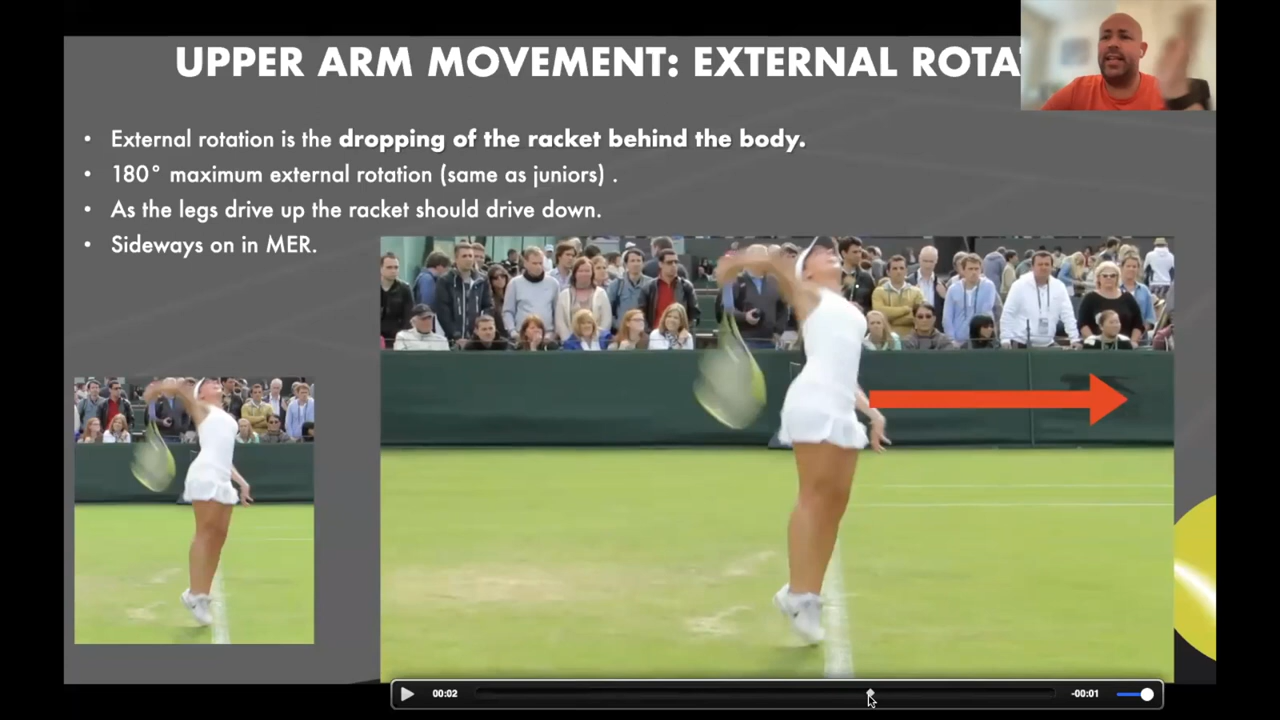 UPPER ARM MOVEMENT: EXTERNAL ROTA
• External rotation is the dropping of the racket behind the body.
• 180° maximum external rotation (same as juniors) .
• As the legs drive up the racket should drive down.
• Sideways on in MER.
00:02
-00:01